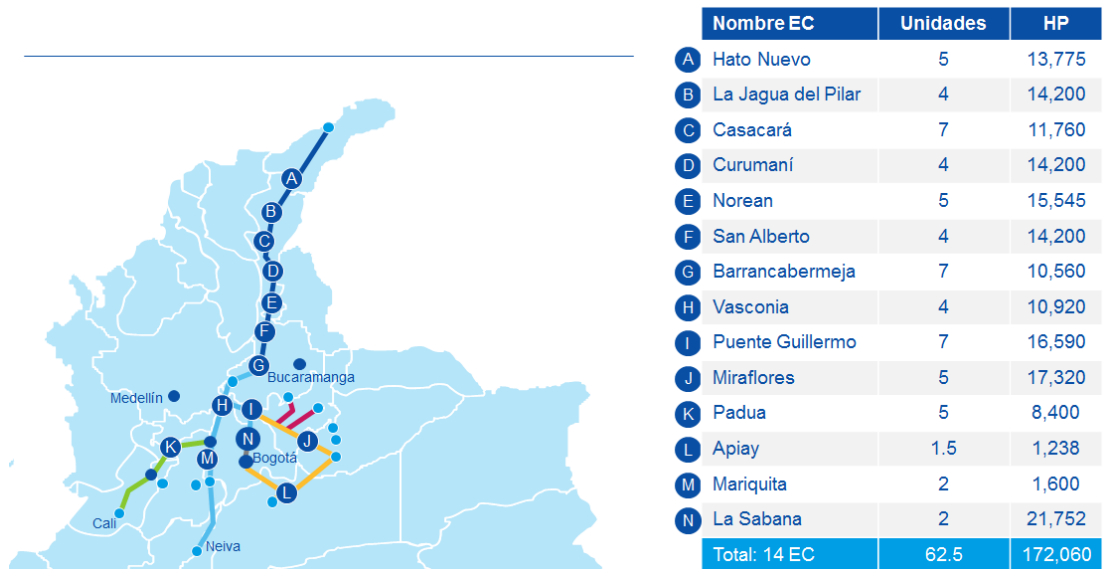 Nombre EC Unidades HP
A Hato Nuevo 5 13,775
B La Jagua del Pilar 4 14,200
C Casacará 7 11,760
D Curumaní 4 14,200
E Norean 5 15,545
F San Alberto 4 14,200
G Barrancabermeja 7 10,560
H Vasconia 4 10,920
I Puente Guillermo 7 16,590
J Miraflores 5 17,320
K Padua 5 8,400
L Apiay 1.5 1,238
M Mariquita 2 1,600
N La Sabana 2 21,752
Total: 14 EC 62.5 172,060
A
B
C
D
E
F
G
Bucaramanga
Medellín
H I
N J
K
M Bogotá
L
Cali
Neiva